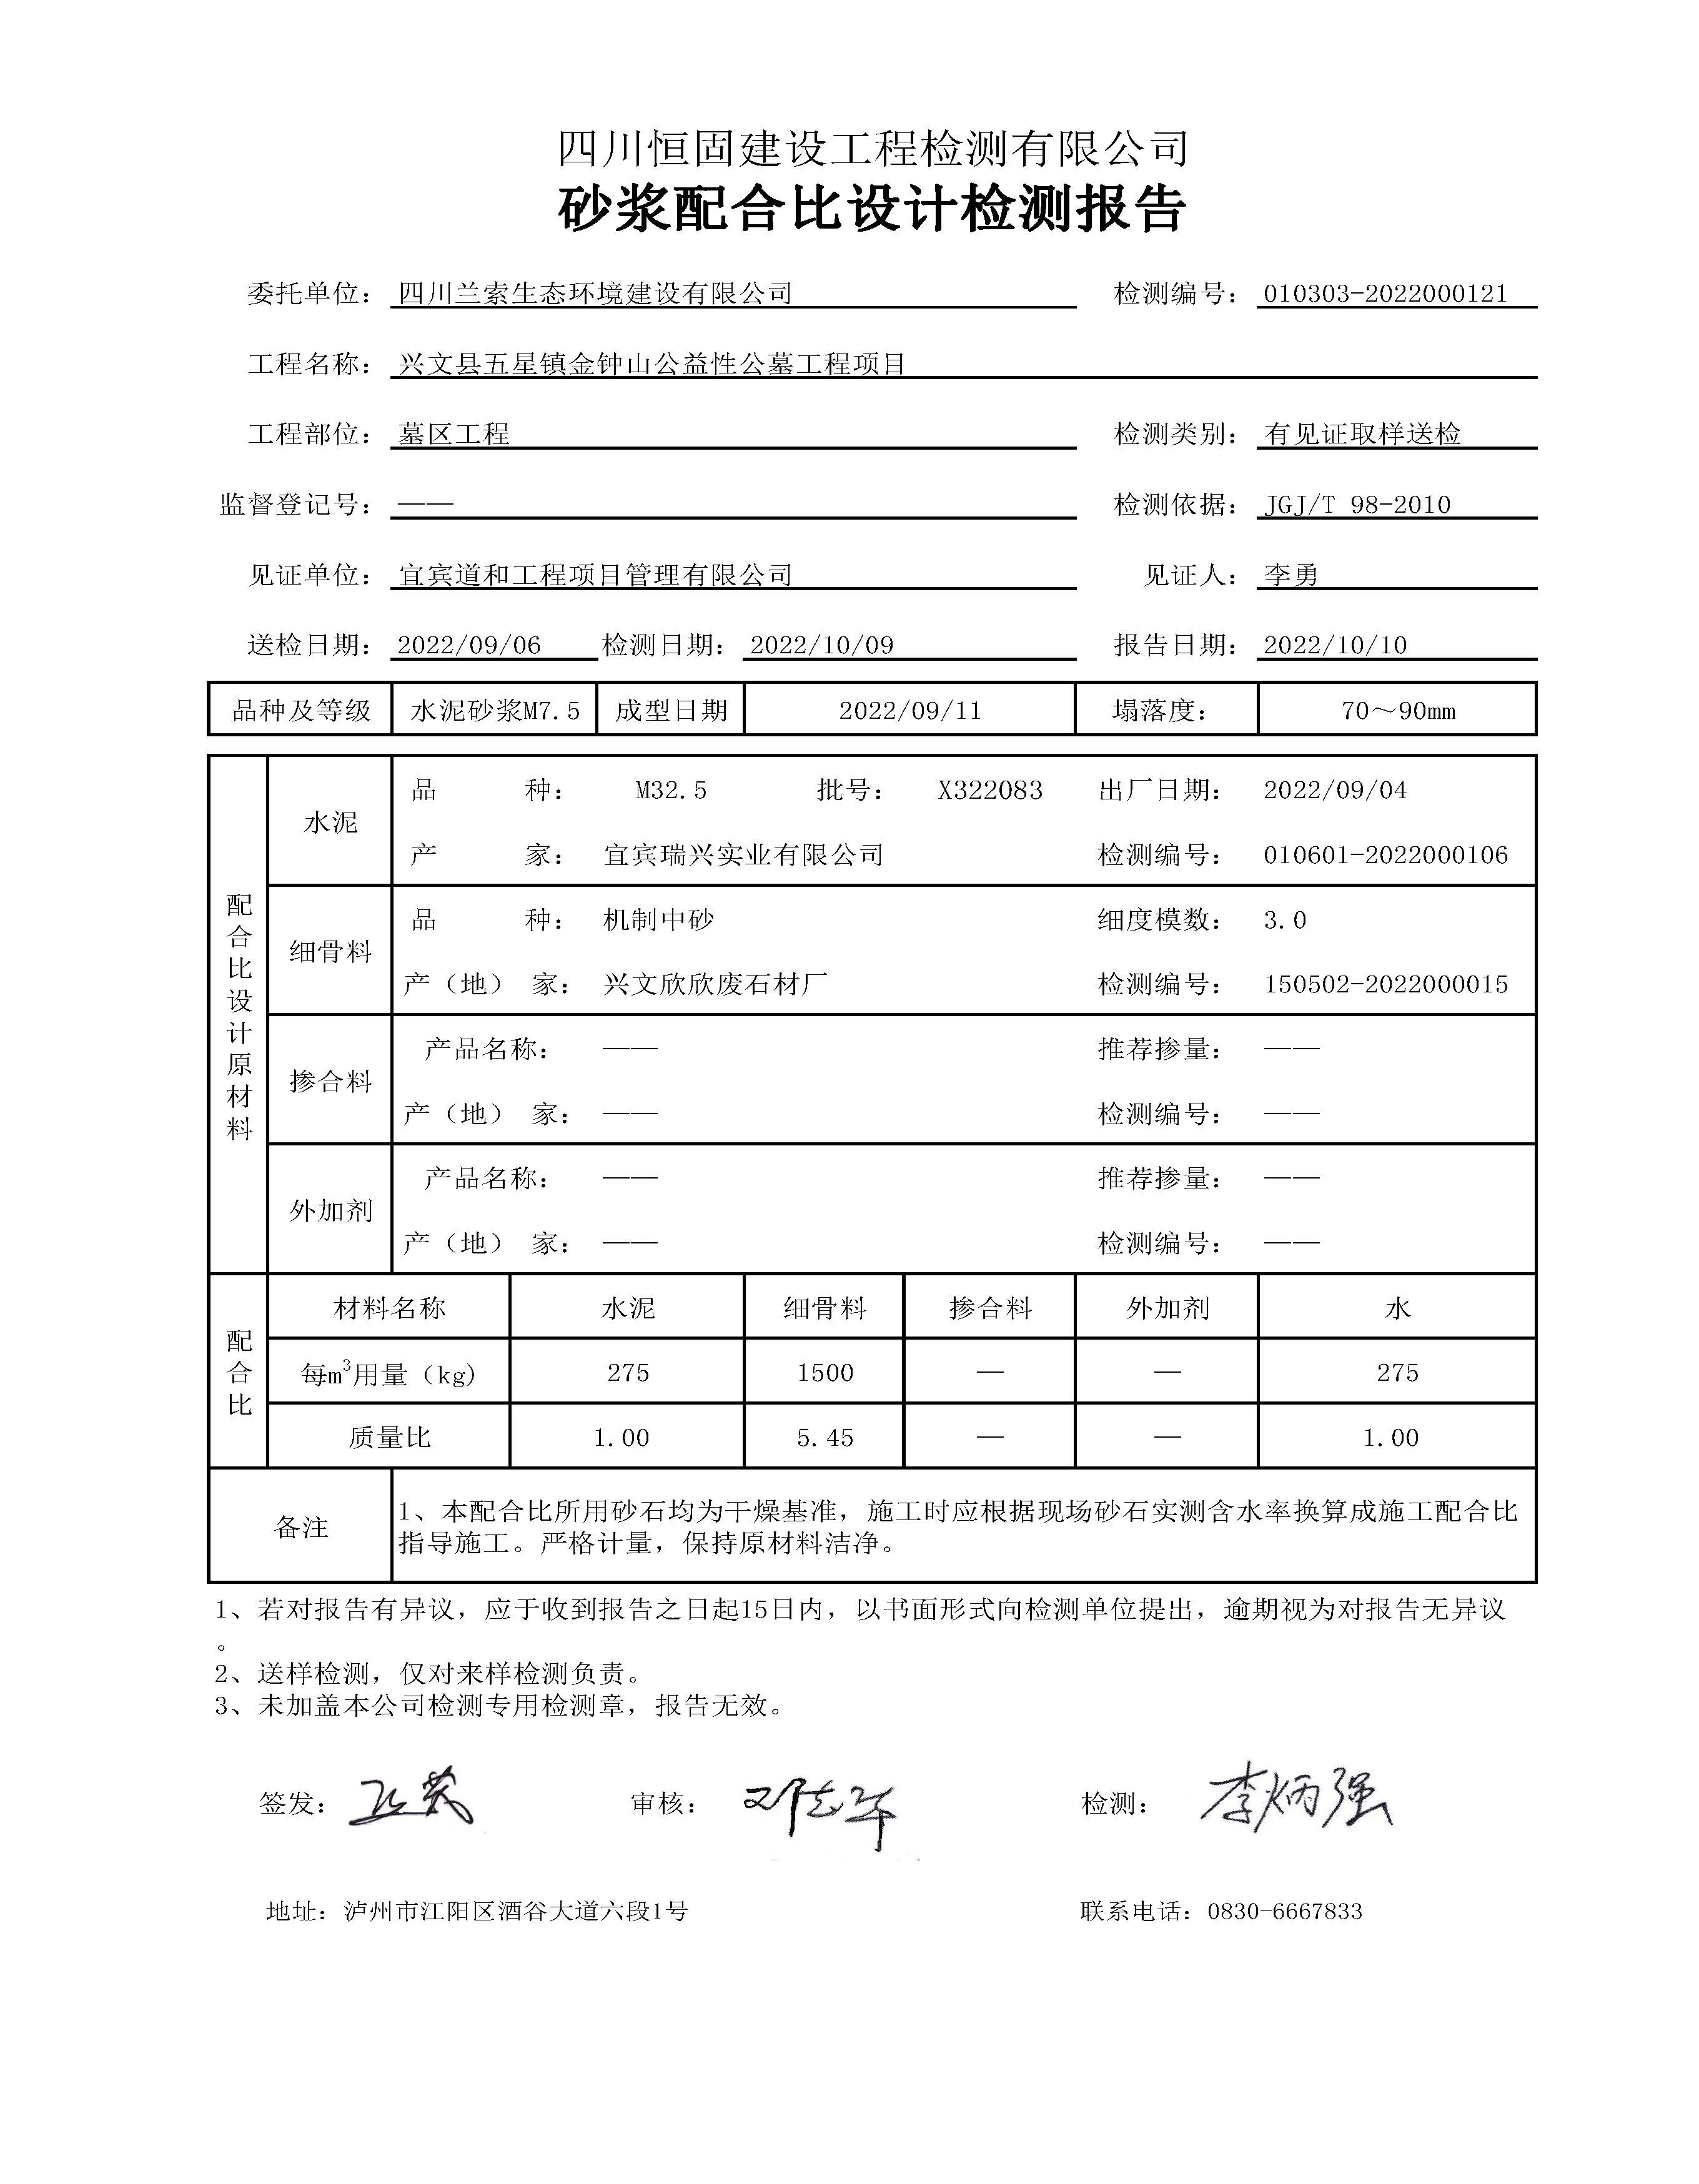 四川恒固建设工程检测有限公司
砂浆配合比设计检测报告
委托单位： 四川兰索生态环境建设有限公司 检测编号： 010303-2022000121
工程名称： 兴文县五星镇金钟山公益性公墓工程项目
工程部位： 墓区工程 检测类别： 有见证取样送检
监督登记号： —— 检测依据： JGJ/T 98-2010
见证单位： 宜宾道和工程项目管理有限公司 见证人： 李勇
送检日期： 2022/09/06 检测日期： 2022/10/09 报告日期： 2022/10/10
品种及等级 水泥砂浆M7.5 成型日期 2022/09/11 塌落度： 70～90mm
配合比设计原材料
水泥
品 种： M32.5 批号： X322083 出厂日期： 2022/09/04
产 家： 宜宾瑞兴实业有限公司 检测编号： 010601-2022000106
细骨料
品 种： 机制中砂 细度模数： 3.0
产（地） 家： 兴文欣欣废石材厂 检测编号： 150502-2022000015
掺合料
产品名称： —— 推荐掺量： ——
产（地） 家： —— 检测编号： ——
外加剂
产品名称： —— 推荐掺量： ——
产（地） 家： —— 检测编号： ——
配合比
材料名称 水泥 细骨料 掺合料 外加剂 水
每m³用量（kg） 275 1500 — — 275
质量比 1.00 5.45 — — 1.00
备注
1、本配合比所用砂石均为干燥基准，施工时应根据现场砂石实测含水率换算成施工配合比
指导施工。严格计量，保持原材料洁净。
1、若对报告有异议，应于收到报告之日起15日内，以书面形式向检测单位提出，逾期视为对报告无异议
。
2、送样检测，仅对来样检测负责。
3、未加盖本公司检测专用检测章，报告无效。
签发： 审核： 检测： 李炳强
地址：泸州市江阳区酒谷大道六段1号 联系电话：0830-6667833